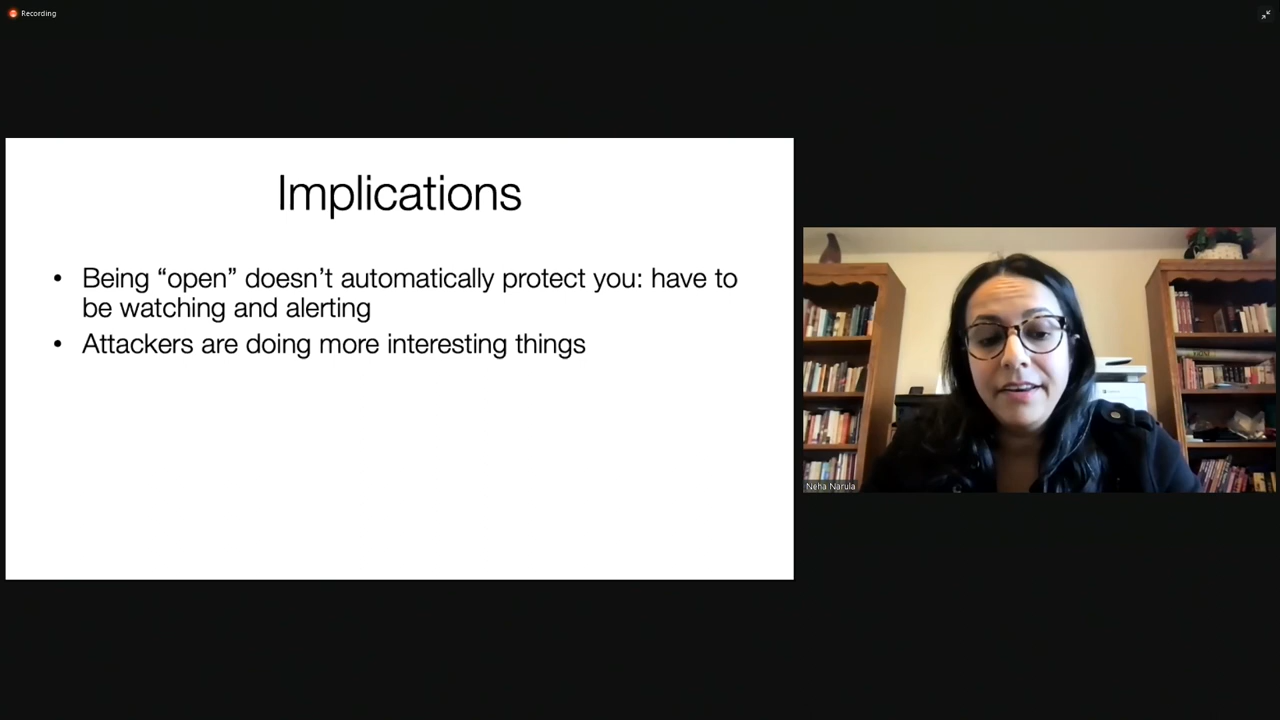 Recording
Implications
• Being “open” doesn’t automatically protect you: have to
be watching and alerting
• Attackers are doing more interesting things
Neha Narula